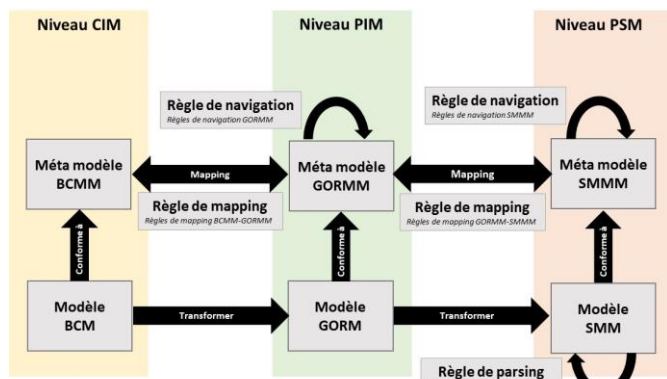 Niveau CIM
Niveau PIM
Niveau PSM
Règle de navigation
Règles de navigation GORMM
Règle de navigation
Règles de navigation SMMM
Méta modèle
BCMM
Mapping
Méta modèle
GORMM
Mapping
Méta modèle
SMMM
Règle de mapping
Règles de mapping BCMM-GORMM
Règle de mapping
Règles de mapping GORMM-SMMM
Conforme à
Conforme à
Conforme à
Modèle
BCM
Transformer
Modèle
GORM
Transformer
Modèle
SMM
Règle de parsing